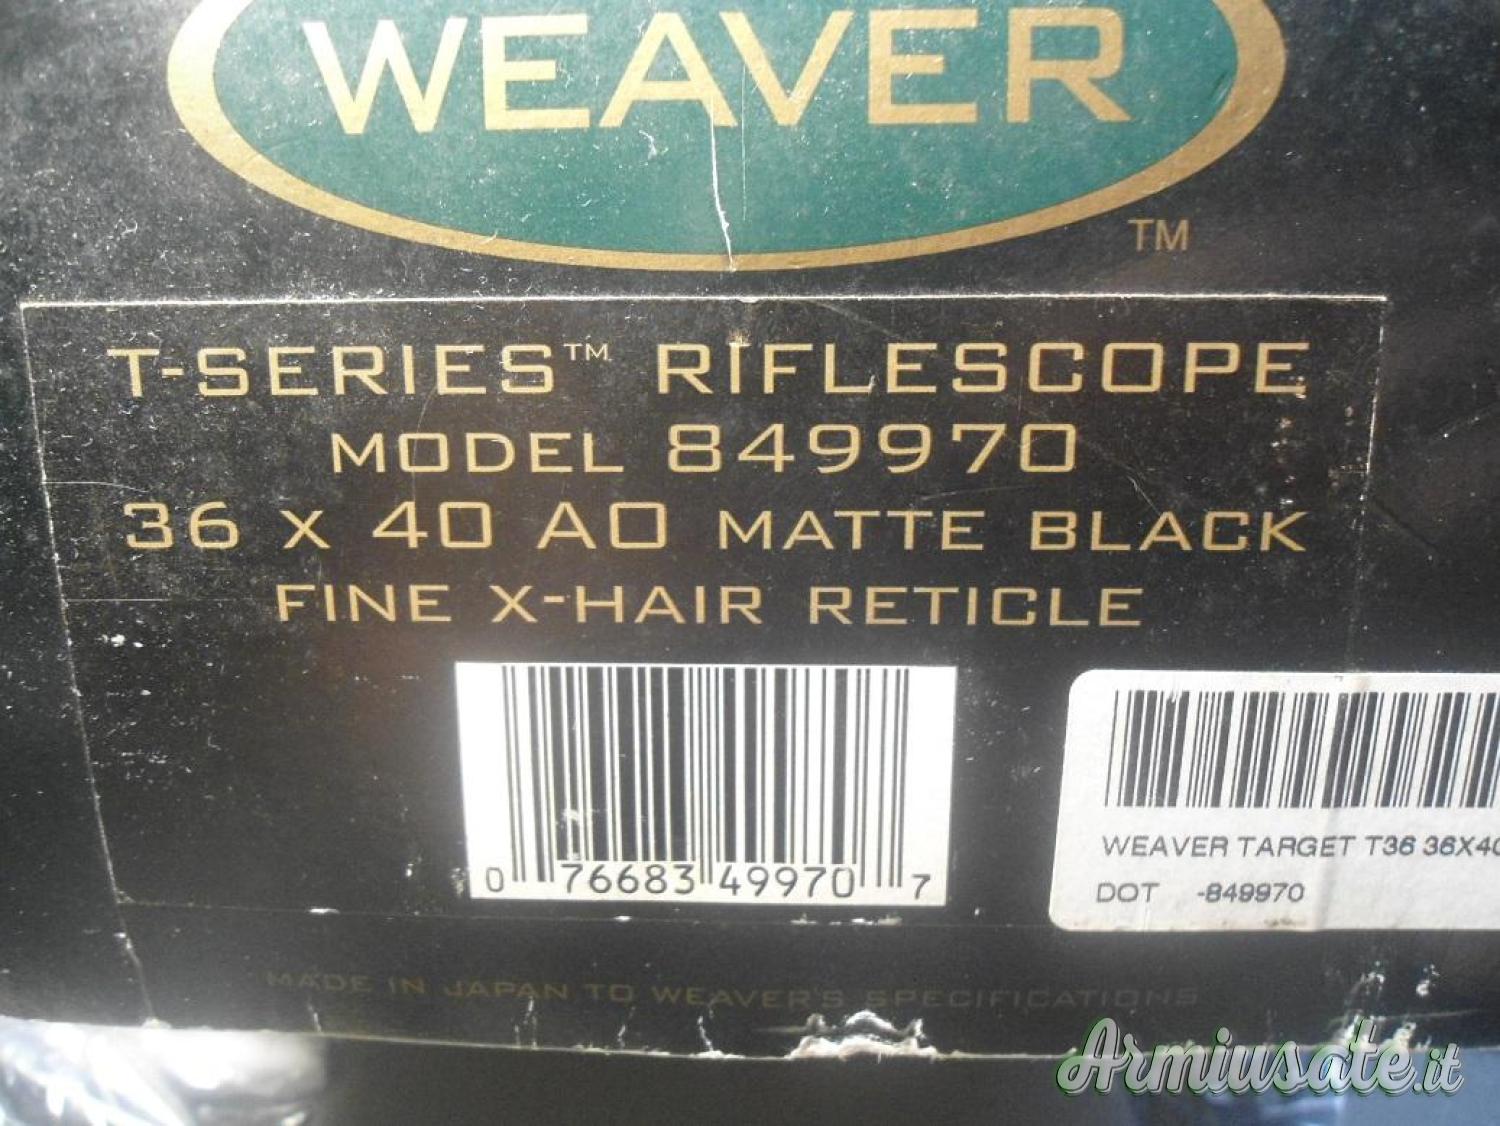 WEAVER
TM
T-SERIES™ RIFLESCOPE
MODEL 849970
36 X 40 AO MATTE BLACK
FINE X-HAIR RETICLE
0 76683 49970 7
WEAVER TARGET T36 36X40
DOT -849970
MADE IN JAPAN TO WEAVER'S SPECIFICATIONS
Armiusate.it